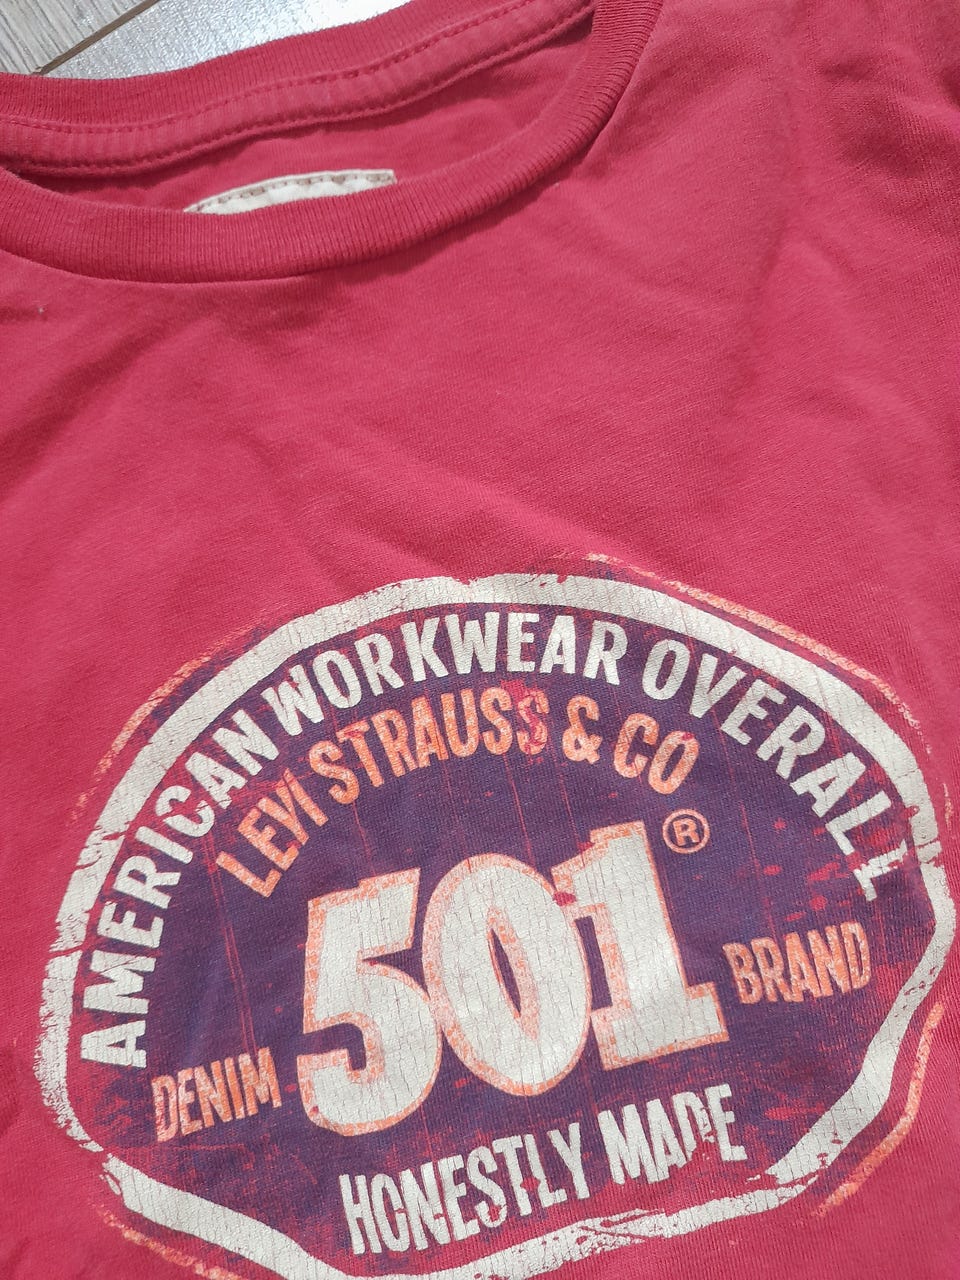 AMERICAN WORKWEAR OVERALL
LEVI STRAUSS & CO
501®
DENIM BRAND
HONESTLY MADE